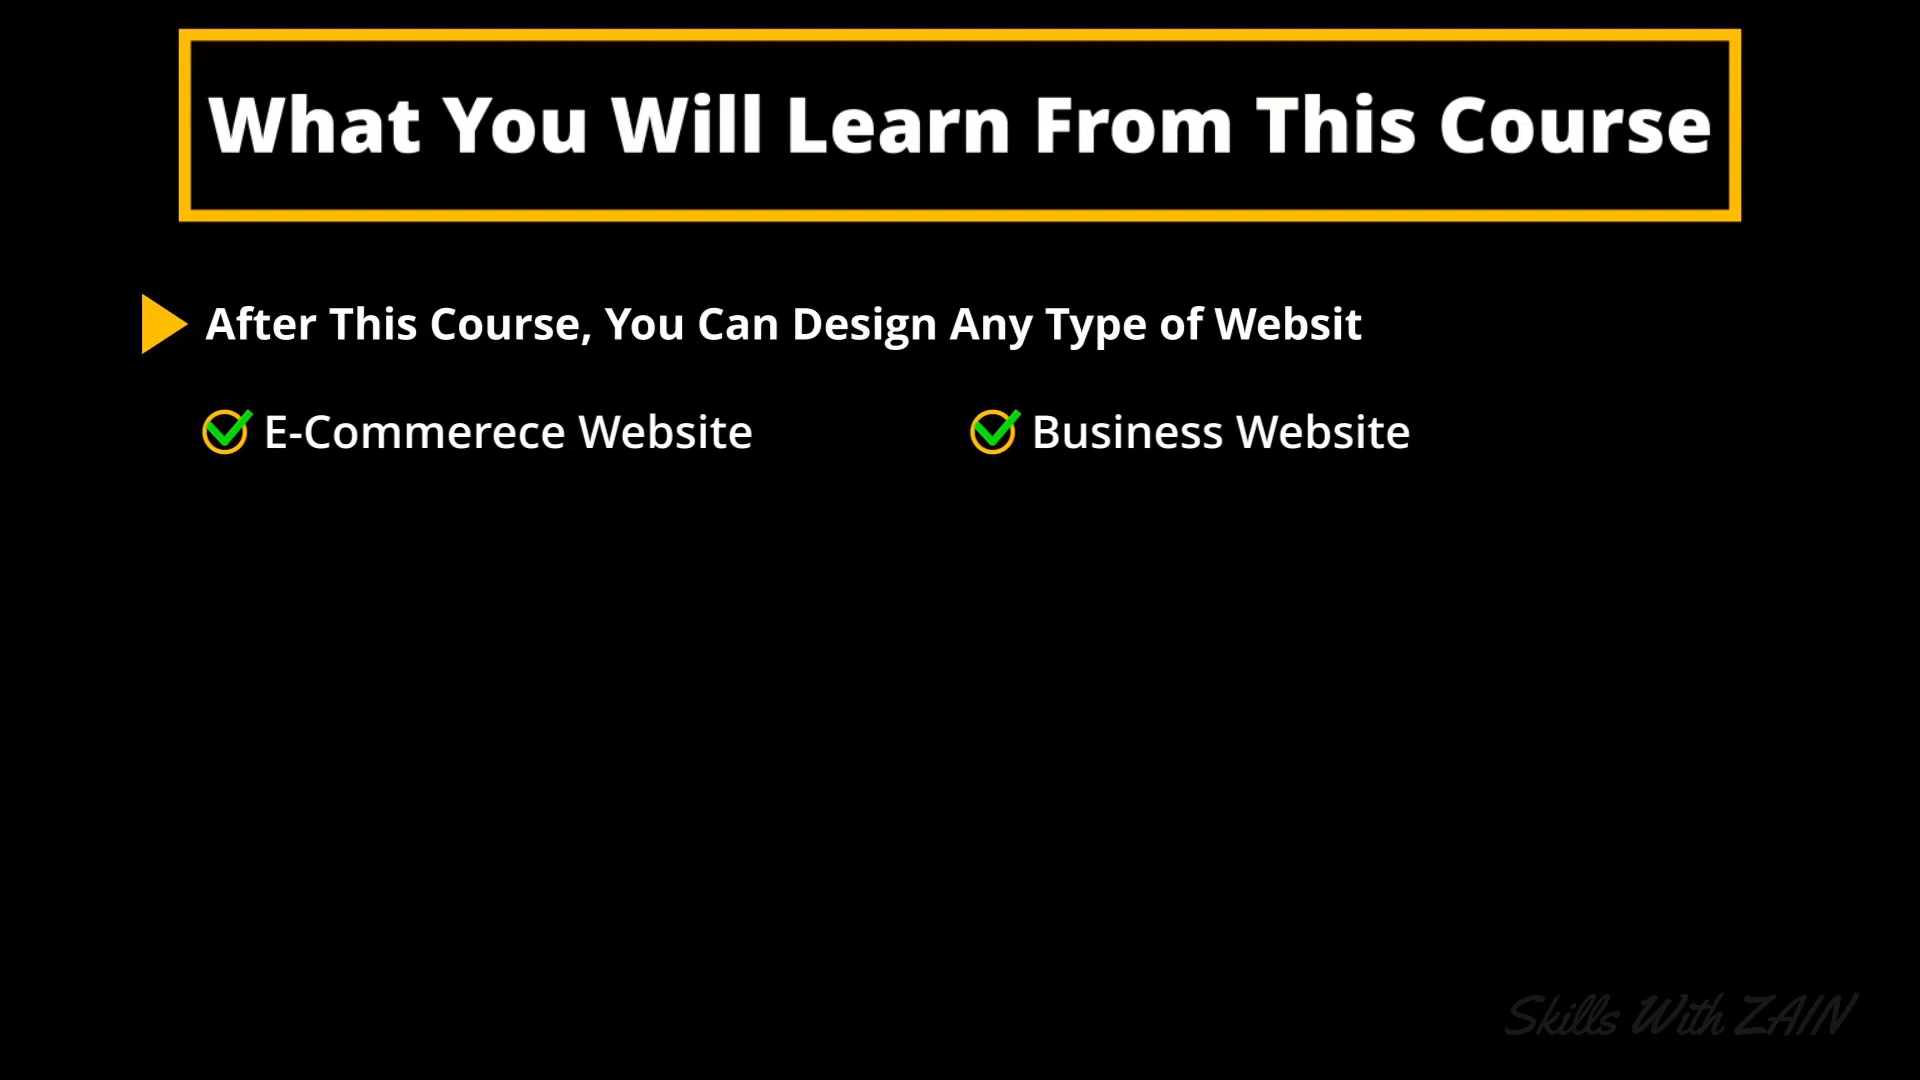 What You Will Learn From This Course
After This Course, You Can Design Any Type of Websit
E-Commerece Website
Business Website
Skills With ZAIN